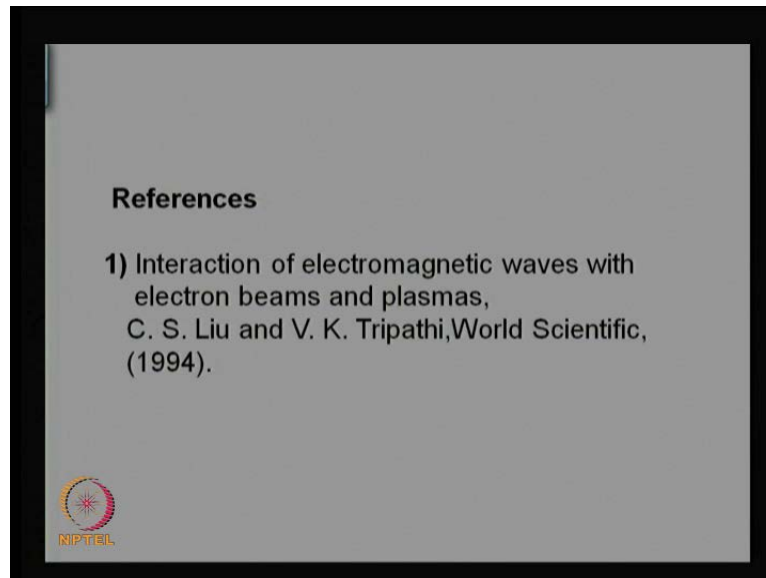 References
1) Interaction of electromagnetic waves with
electron beams and plasmas,
C. S. Liu and V. K. Tripathi,World Scientific,
(1994).
NPTEL